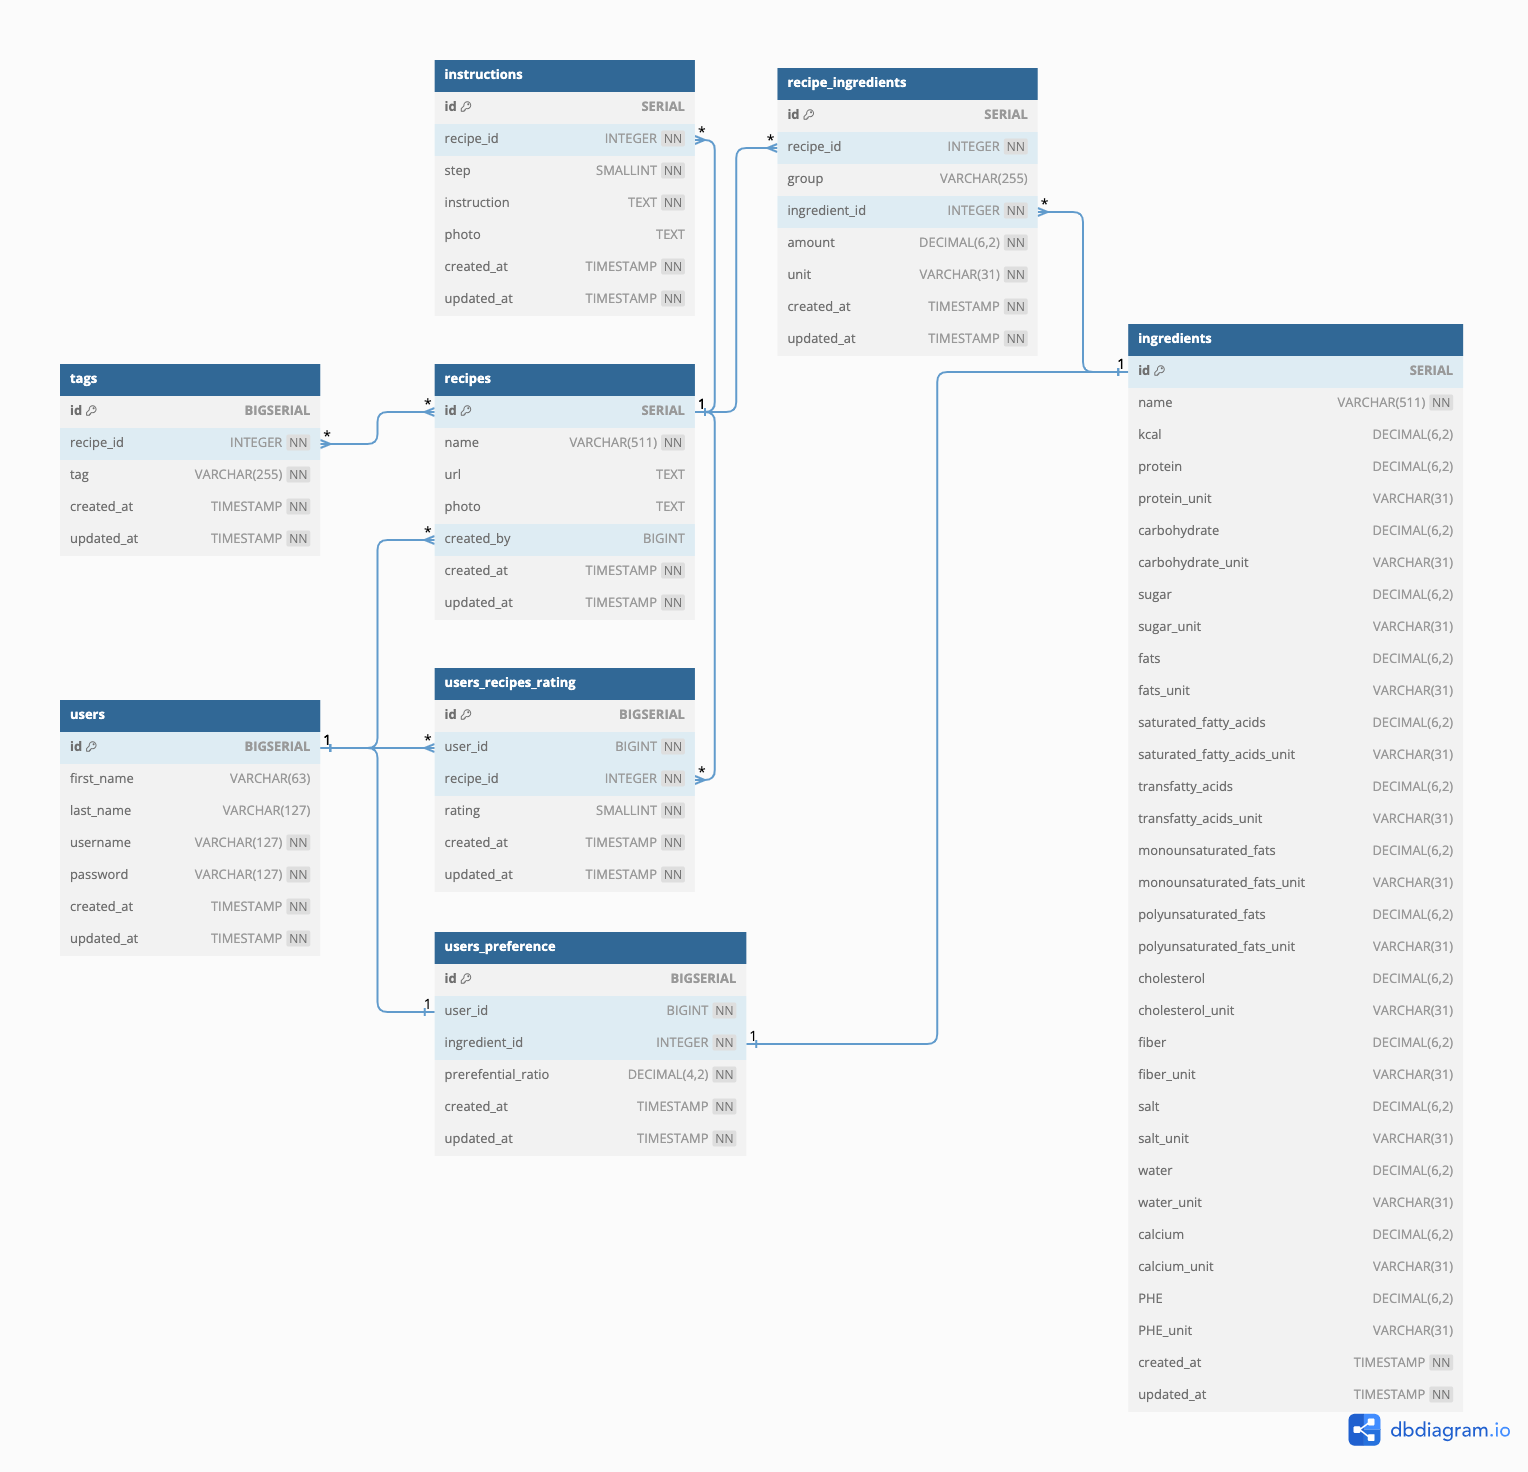 instructions
id SERIAL
recipe_id INTEGER NN
step SMALLINT NN
instruction TEXT NN
photo TEXT
created_at TIMESTAMP NN
updated_at TIMESTAMP NN
*
recipe_ingredients
id SERIAL
* recipe_id INTEGER NN
group VARCHAR(255)
ingredient_id INTEGER NN *
amount DECIMAL(6,2) NN
unit VARCHAR(31) NN
created_at TIMESTAMP NN
updated_at TIMESTAMP NN
tags
id BIGSERIAL
recipe_id INTEGER NN *
tag VARCHAR(255) NN
created_at TIMESTAMP NN
updated_at TIMESTAMP NN
recipes
* id SERIAL 1
name VARCHAR(511) NN
url TEXT
photo TEXT
* created_by BIGINT
created_at TIMESTAMP NN
updated_at TIMESTAMP NN
users
id BIGSERIAL 1
first_name VARCHAR(63)
last_name VARCHAR(127)
username VARCHAR(127) NN
password VARCHAR(127) NN
created_at TIMESTAMP NN
updated_at TIMESTAMP NN
users_recipes_rating
id BIGSERIAL
* user_id BIGINT NN
recipe_id INTEGER NN *
rating SMALLINT NN
created_at TIMESTAMP NN
updated_at TIMESTAMP NN
users_preference
id BIGSERIAL
1 user_id BIGINT NN
ingredient_id INTEGER NN 1
prerefential_ratio DECIMAL(4,2) NN
created_at TIMESTAMP NN
updated_at TIMESTAMP NN
ingredients
1 id SERIAL
name VARCHAR(511) NN
kcal DECIMAL(6,2)
protein DECIMAL(6,2)
protein_unit VARCHAR(31)
carbohydrate DECIMAL(6,2)
carbohydrate_unit VARCHAR(31)
sugar DECIMAL(6,2)
sugar_unit VARCHAR(31)
fats DECIMAL(6,2)
fats_unit VARCHAR(31)
saturated_fatty_acids DECIMAL(6,2)
saturated_fatty_acids_unit VARCHAR(31)
transfatty_acids DECIMAL(6,2)
transfatty_acids_unit VARCHAR(31)
monounsaturated_fats DECIMAL(6,2)
monounsaturated_fats_unit VARCHAR(31)
polyunsaturated_fats DECIMAL(6,2)
polyunsaturated_fats_unit VARCHAR(31)
cholesterol DECIMAL(6,2)
cholesterol_unit VARCHAR(31)
fiber DECIMAL(6,2)
fiber_unit VARCHAR(31)
salt DECIMAL(6,2)
salt_unit VARCHAR(31)
water DECIMAL(6,2)
water_unit VARCHAR(31)
calcium DECIMAL(6,2)
calcium_unit VARCHAR(31)
PHE DECIMAL(6,2)
PHE_unit VARCHAR(31)
created_at TIMESTAMP NN
updated_at TIMESTAMP NN
dbdiagram.io